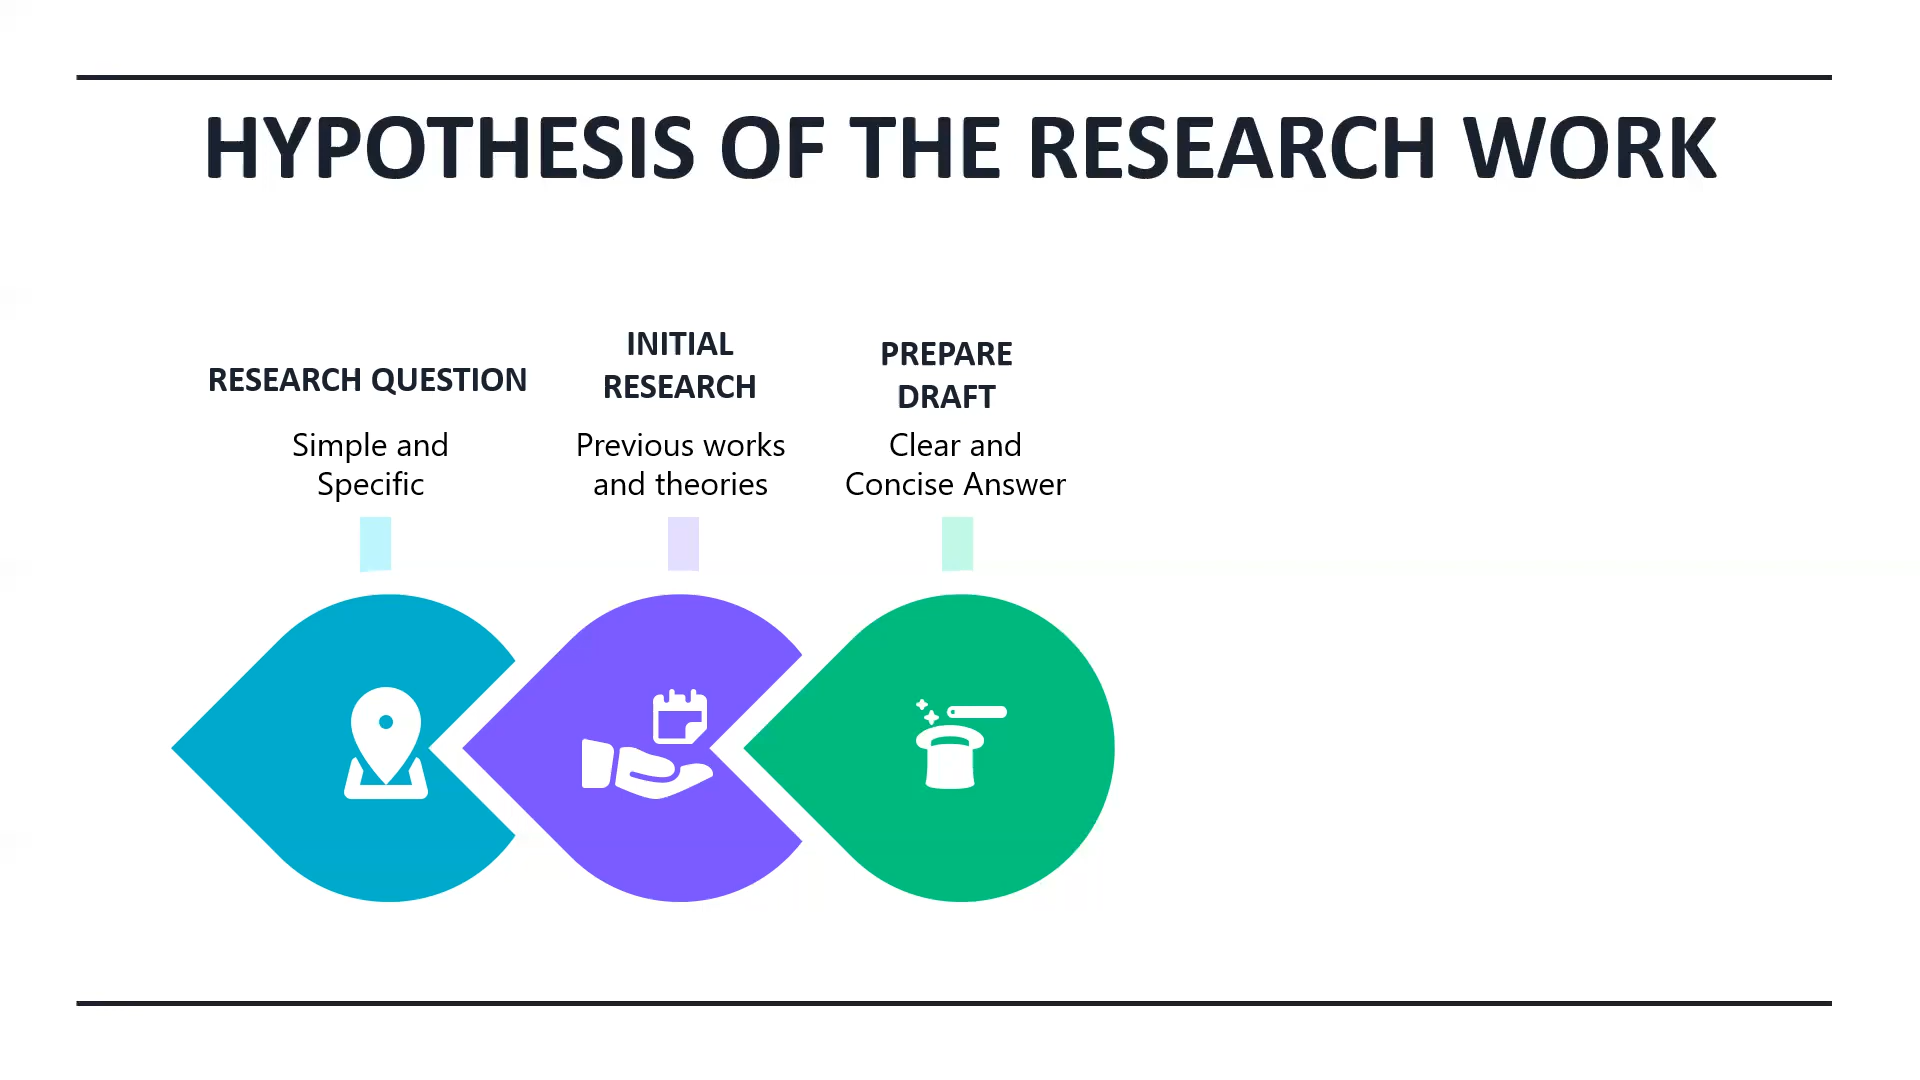 HYPOTHESIS OF THE RESEARCH WORK
RESEARCH QUESTION
Simple and
Specific
INITIAL
RESEARCH
Previous works
and theories
PREPARE
DRAFT
Clear and
Concise Answer